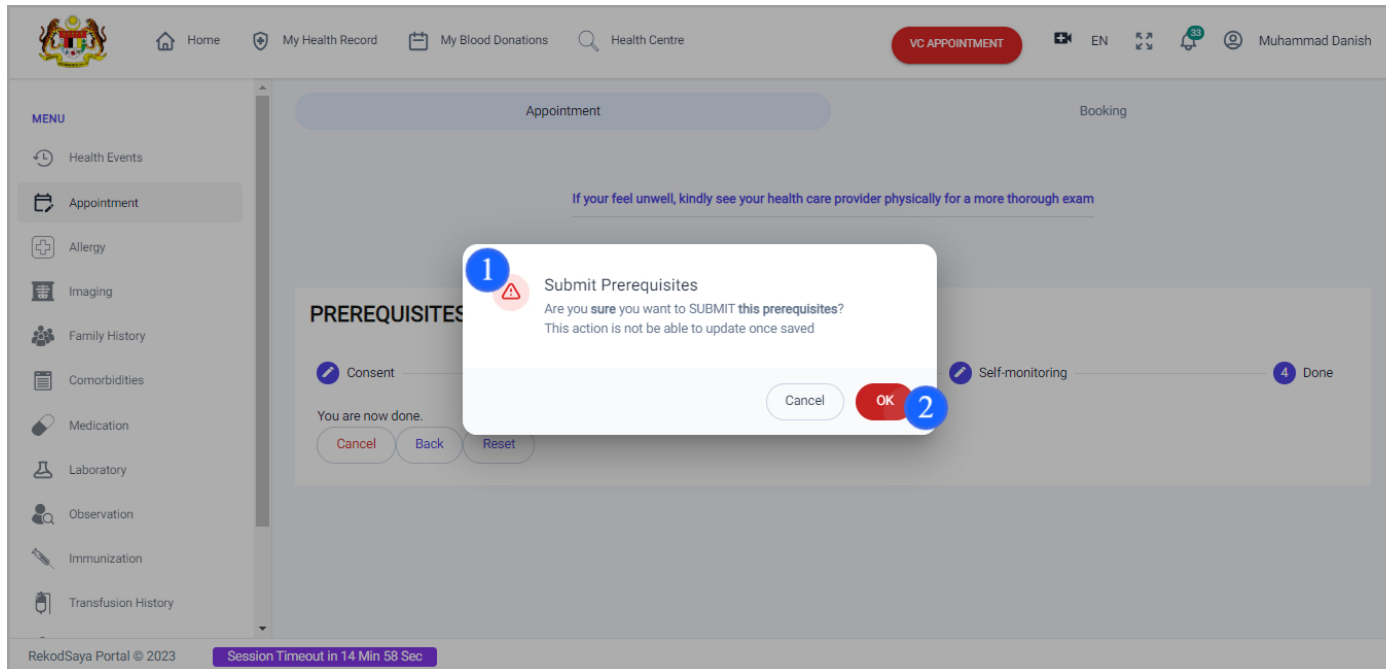 Home
My Health Record
My Blood Donations
Health Centre
VC APPOINTMENT
EN
33
Muhammad Danish
MENU
Health Events
Appointment
Allergy
Imaging
Family History
Comorbidities
Medication
Laboratory
Observation
Immunization
Transfusion History
Appointment
Booking
If your feel unwell, kindly see your health care provider physically for a more thorough exam
PREREQUISITES
Consent
Self-monitoring
4 Done
You are now done.
Cancel
Back
Reset
1
Submit Prerequisites
Are you sure you want to SUBMIT this prerequisites?
This action is not be able to update once saved
Cancel
OK
2
RekodSaya Portal © 2023
Session Timeout in 14 Min 58 Sec